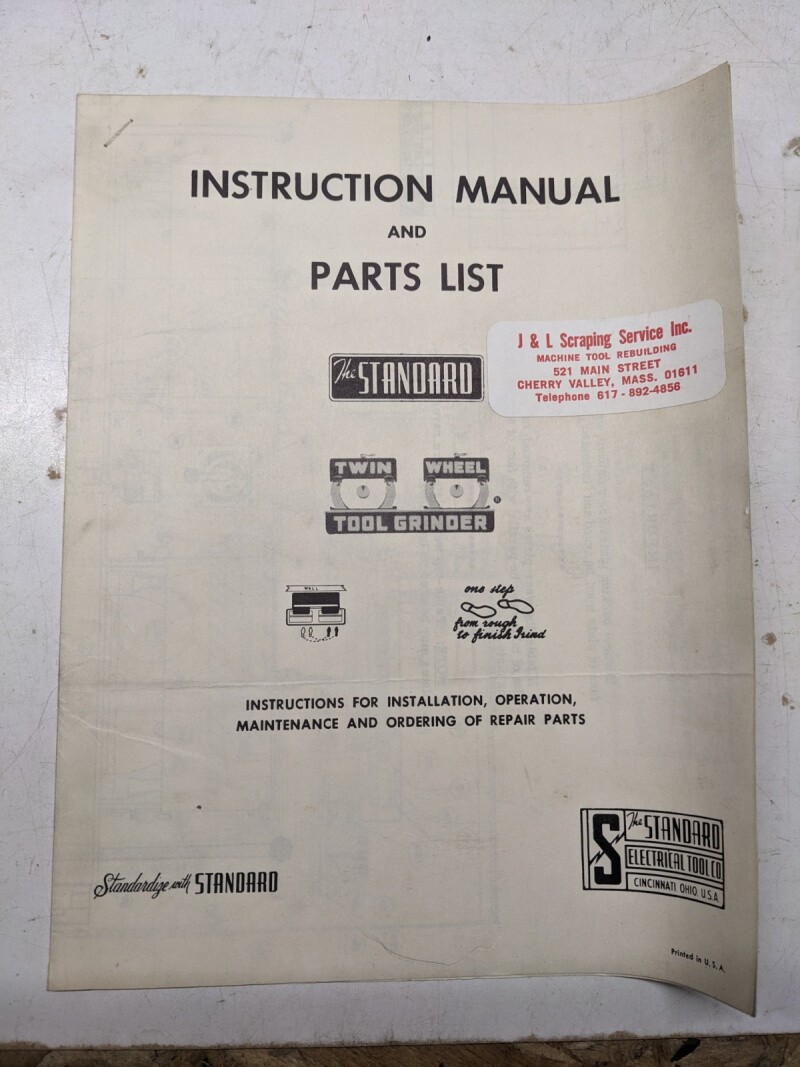 INSTRUCTION MANUAL
AND
PARTS LIST
J & L Scraping Service Inc.
MACHINE TOOL REBUILDING
521 MAIN STREET
CHERRY VALLEY, MASS. 01611
Telephone 617-892-4856
The STANDARD
TWIN WHEEL
TOOL GRINDER ®
WALL
one step
from rough
to finish grind
INSTRUCTIONS FOR INSTALLATION, OPERATION,
MAINTENANCE AND ORDERING OF REPAIR PARTS
S The STANDARD
ELECTRICAL TOOL CO
CINCINNATI OHIO U.S.A
Standardize with STANDARD
Printed in U. S. A.